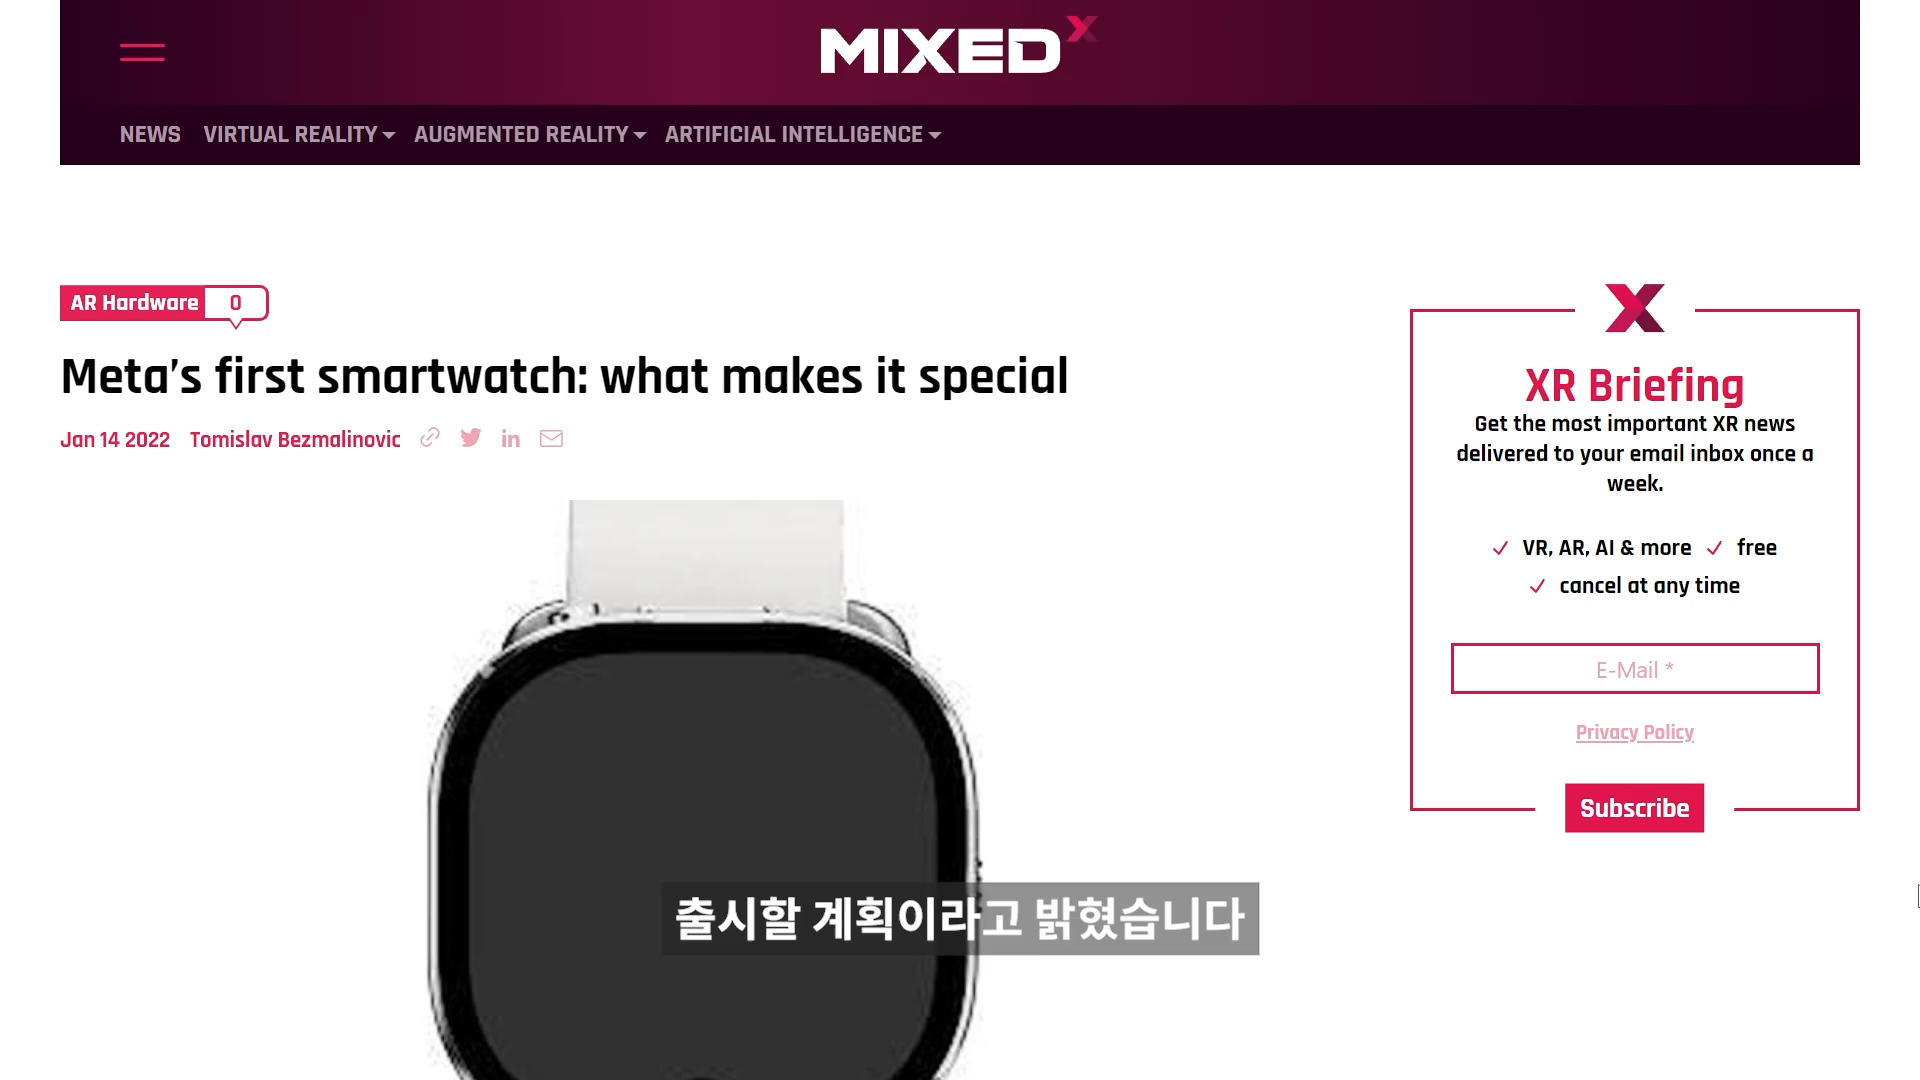 MIXED
NEWS VIRTUAL REALITY AUGMENTED REALITY ARTIFICIAL INTELLIGENCE
AR Hardware 0
Meta’s first smartwatch: what makes it special
Jan 14 2022 Tomislav Bezmalinovic
XR Briefing
Get the most important XR news
delivered to your email inbox once a
week.
VR, AR, AI & more free
cancel at any time
E-Mail *
Privacy Policy
Subscribe
출시할 계획이라고 밝혔습니다